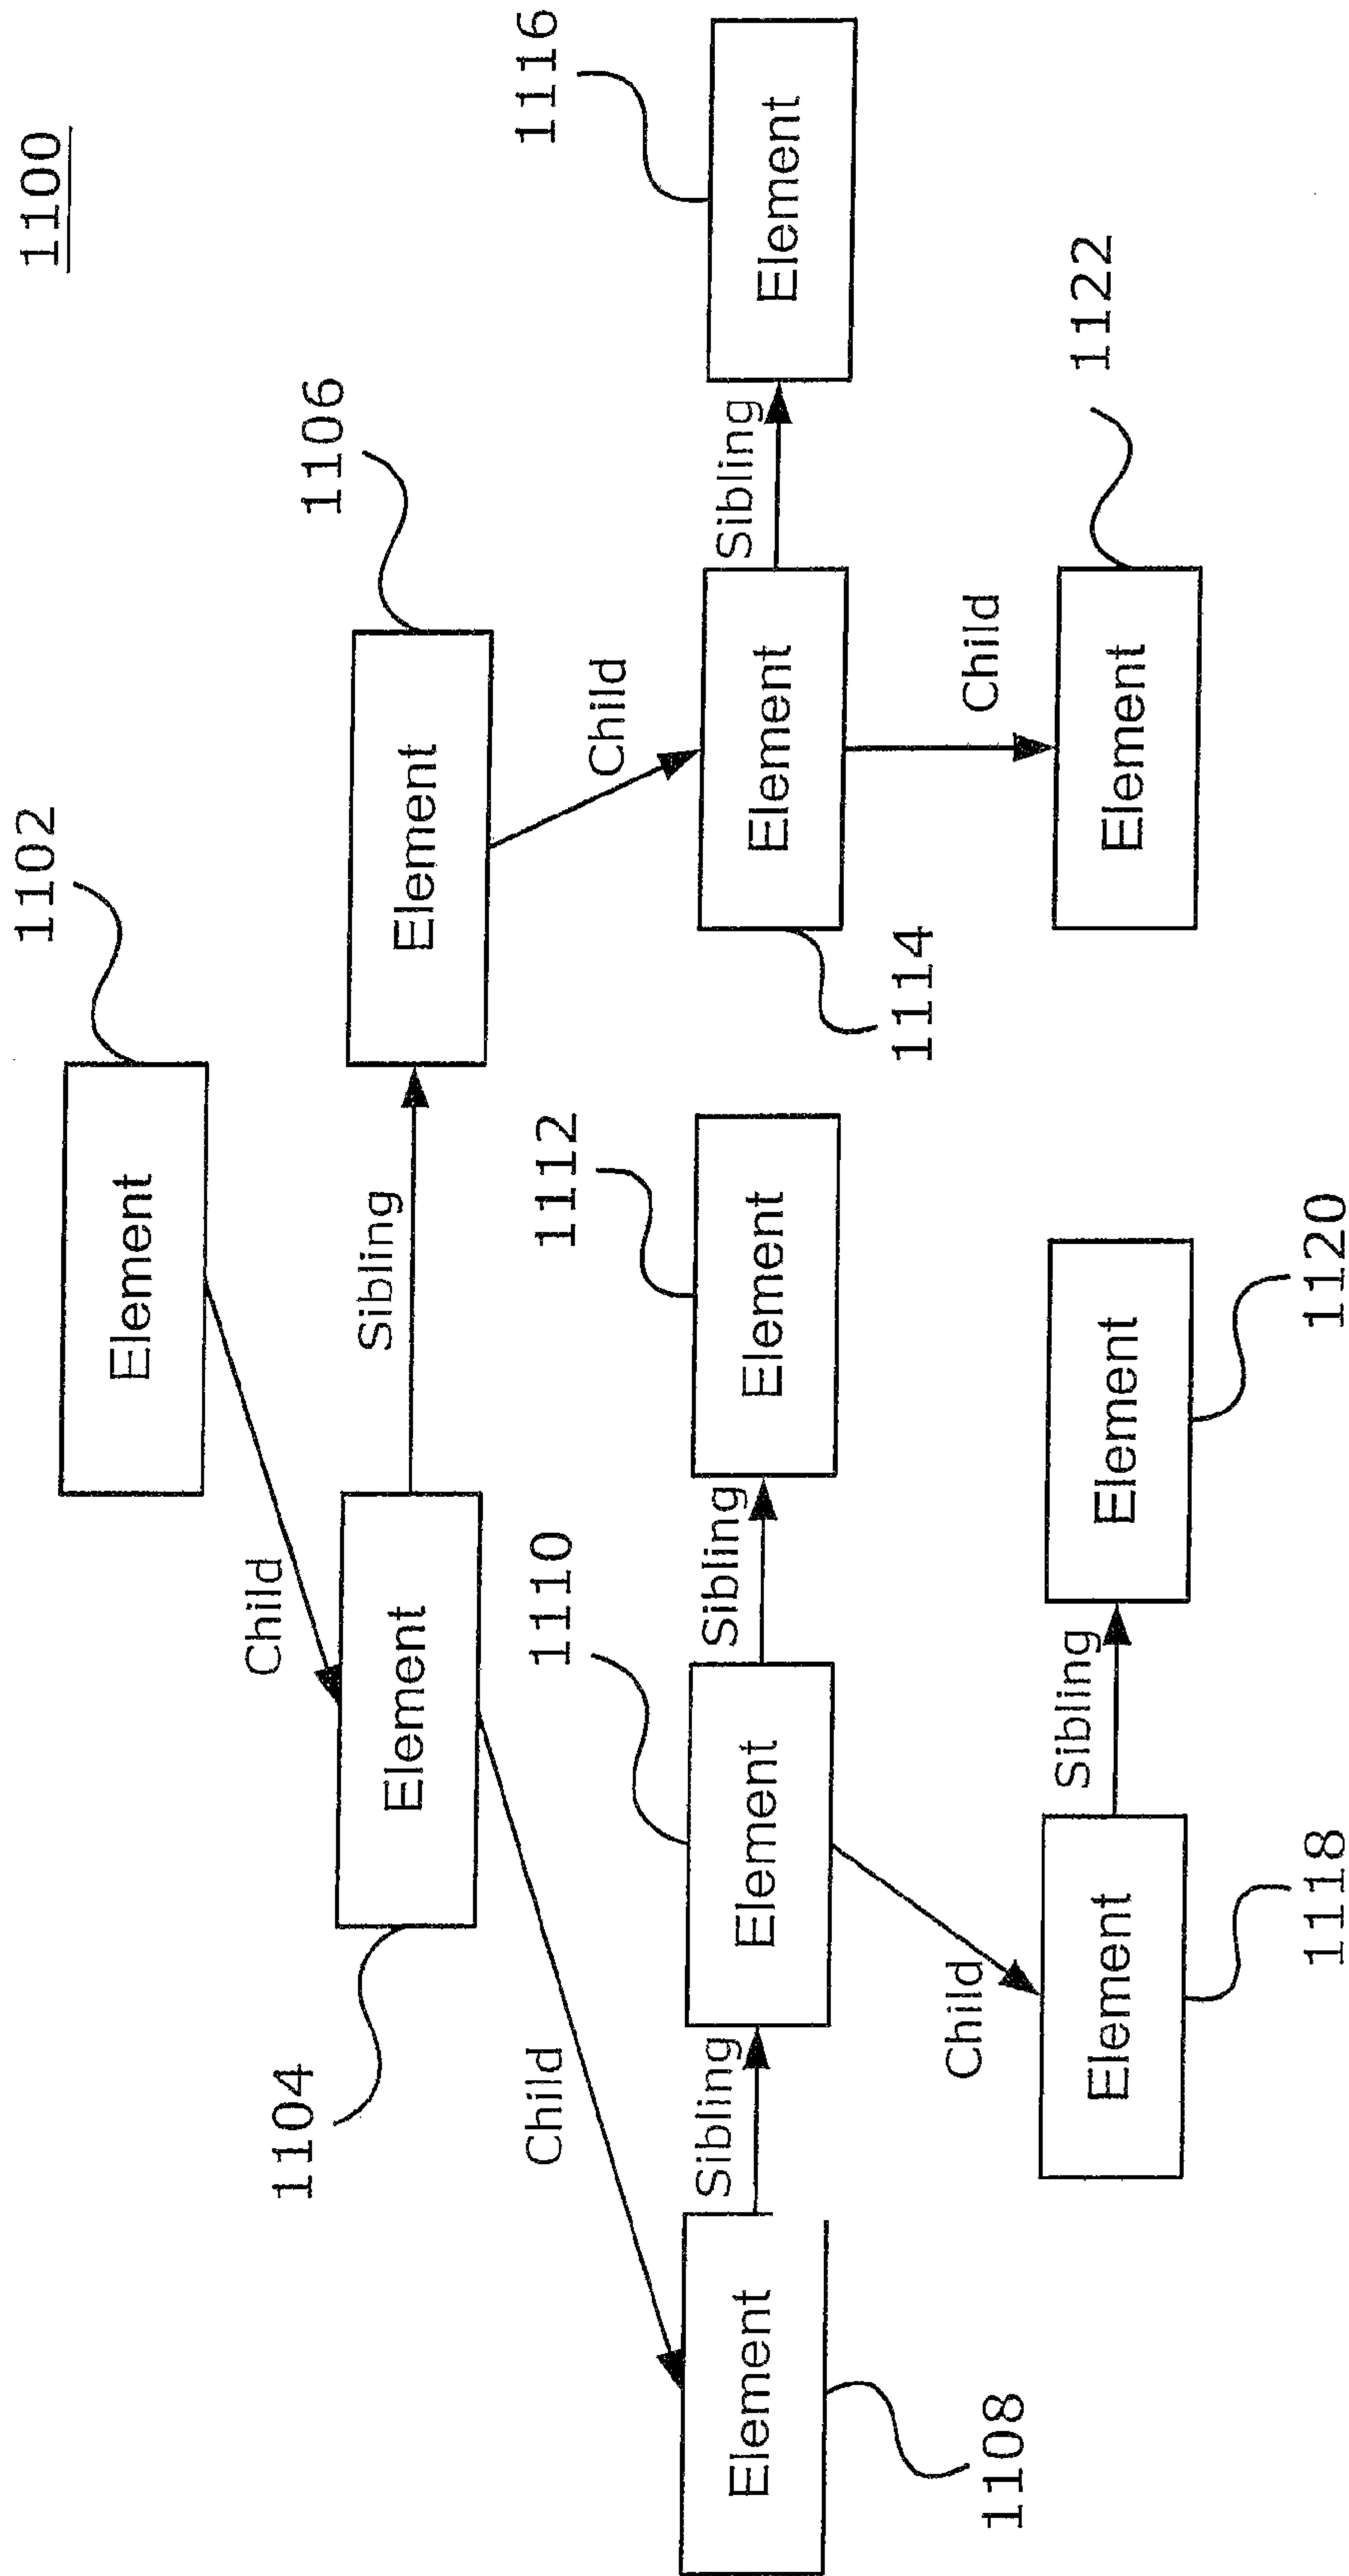 1100
1102
Element
Child
Sibling
1104
Element
Element
1106
Child
Child
1110
1112
1116
Element
Sibling
Element
Sibling
Element
Element
Sibling
Element
1108
Child
1114
Child
1122
Element
Sibling
Element
Element
1118
1120